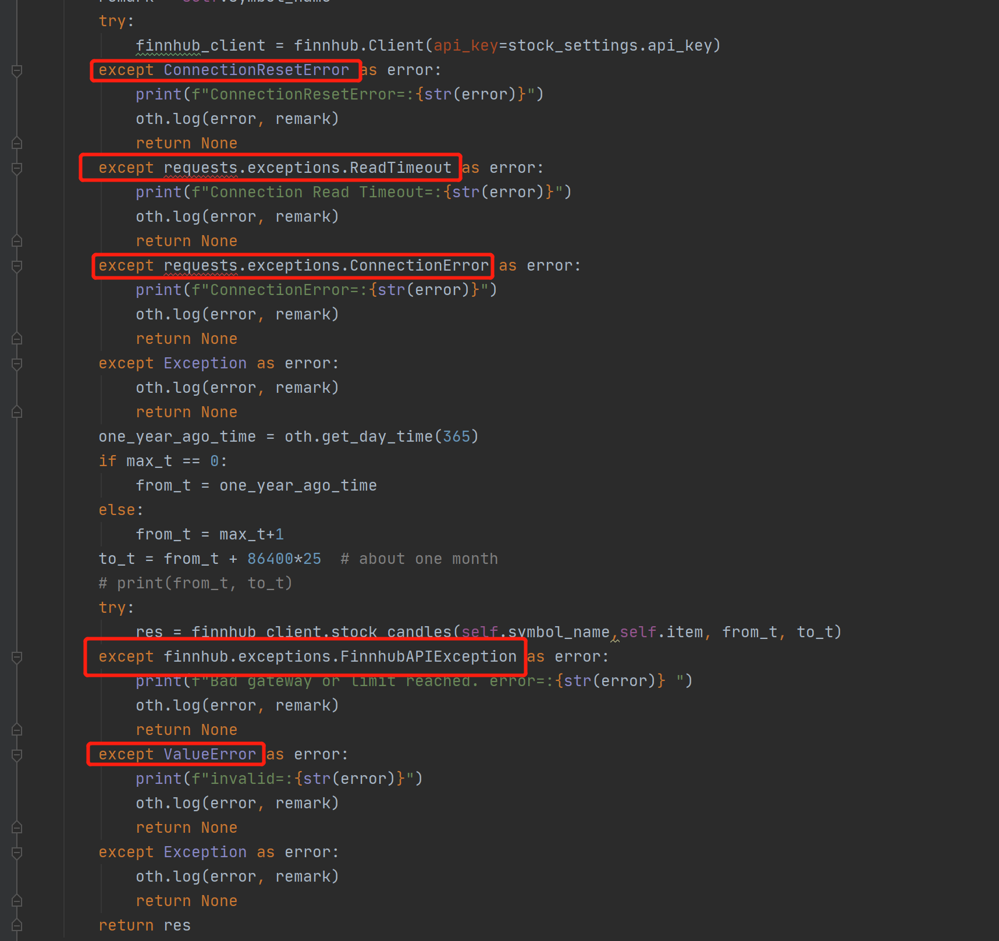 remark = self.symbol_name
try:
finnhub_client = finnhub.Client(api_key=stock_settings.api_key)
except ConnectionResetError as error:
print(f"ConnectionResetError=:{str(error)}")
oth.log(error, remark)
return None
except requests.exceptions.ReadTimeout as error:
print(f"Connection Read Timeout=:{str(error)}")
oth.log(error, remark)
return None
except requests.exceptions.ConnectionError as error:
print(f"ConnectionError=:{str(error)}")
oth.log(error, remark)
return None
except Exception as error:
oth.log(error, remark)
return None
one_year_ago_time = oth.get_day_time(365)
if max_t == 0:
from_t = one_year_ago_time
else:
from_t = max_t+1
to_t = from_t + 86400*25  # about one month
# print(from_t, to_t)
try:
res = finnhub_client.stock_candles(self.symbol_name,self.item, from_t, to_t)
except finnhub.exceptions.FinnhubAPIException as error:
print(f"Bad gateway or limit reached. error=:{str(error)} ")
oth.log(error, remark)
return None
except ValueError as error:
print(f"invalid=:{str(error)}")
oth.log(error, remark)
return None
except Exception as error:
oth.log(error, remark)
return None
return res